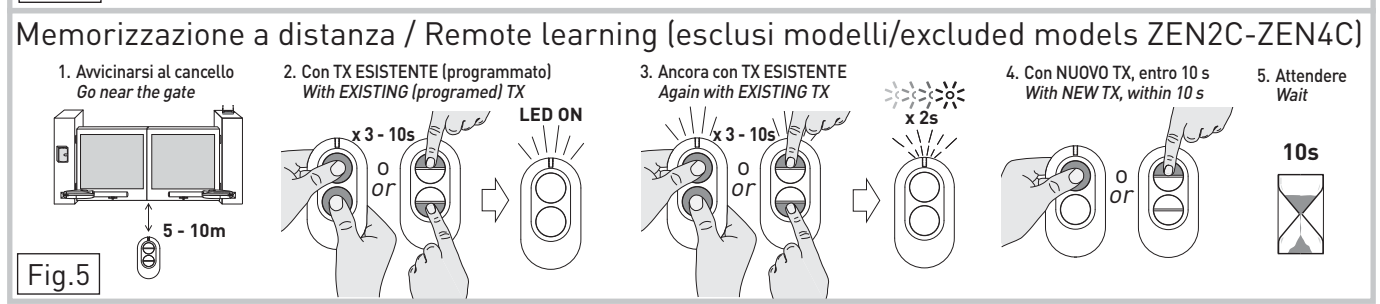 Memorizzazione a distanza / Remote learning (esclusi modelli/excluded models ZEN2C-ZEN4C)
1. Avvicinarsi al cancello
Go near the gate
5 - 10m
2. Con TX ESISTENTE (programmato)
With EXISTING (programed) TX
x 3 - 10s
o
or
LED ON
3. Ancora con TX ESISTENTE
Again with EXISTING TX
x 3 - 10s
o
or
x 2s
4. Con NUOVO TX, entro 10 s
With NEW TX, within 10 s
o
or
5. Attendere
Wait
10s
Fig.5